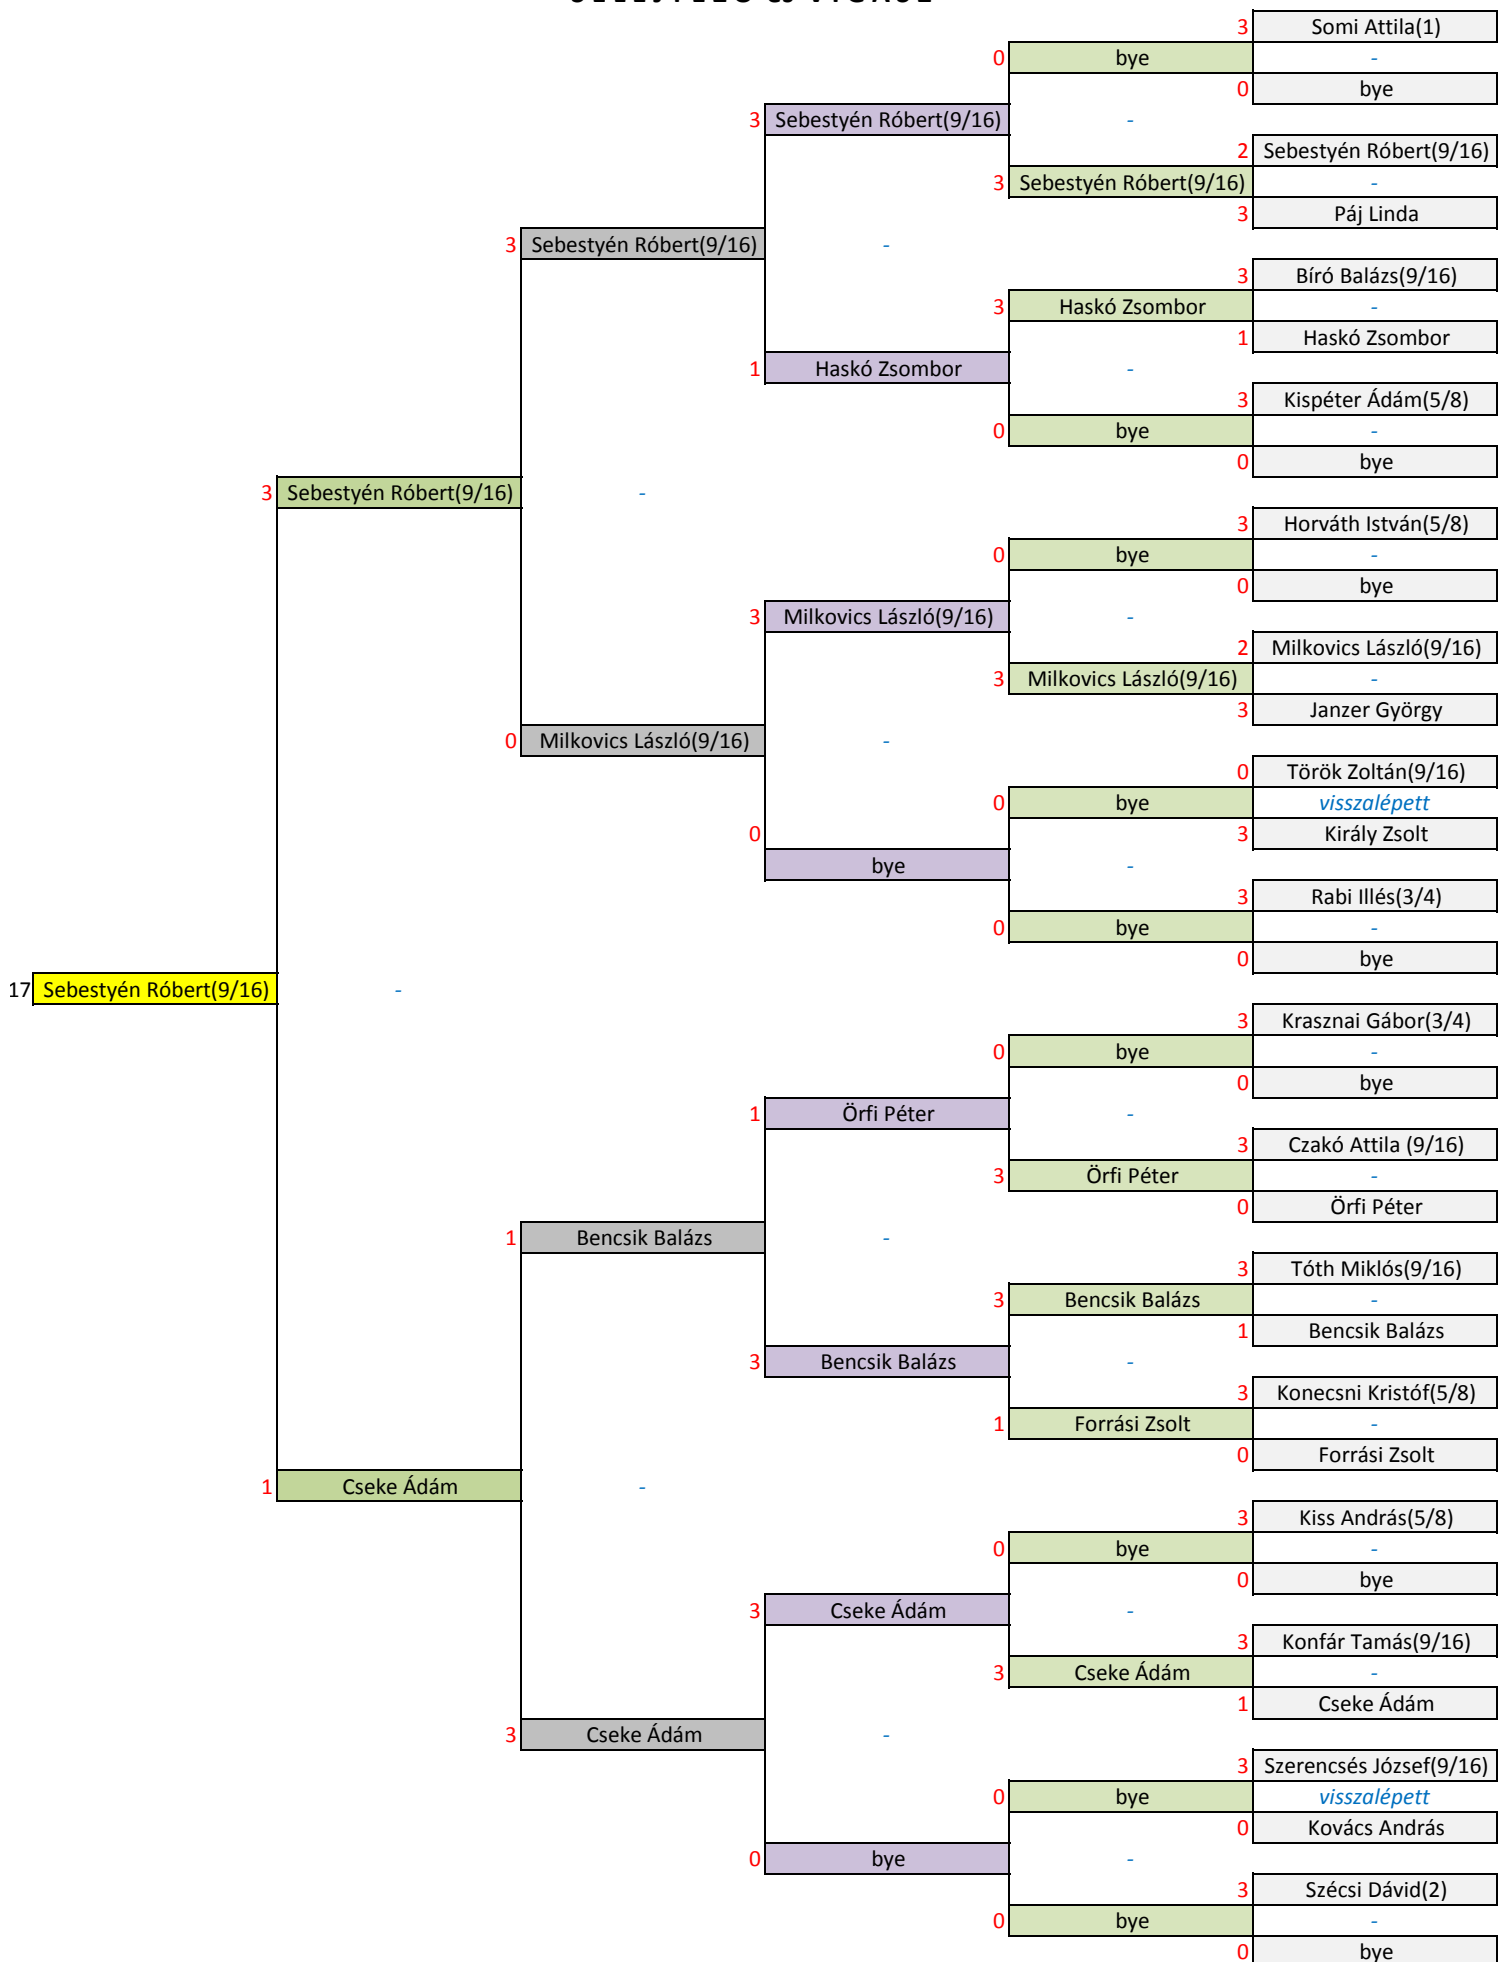 3 Somi Attila(1)
0 bye -
0 bye
3 Sebestyén Róbert(9/16) -
2 Sebestyén Róbert(9/16)
3 Sebestyén Róbert(9/16) -
3 Páj Linda
3 Sebestyén Róbert(9/16) -
3 Bíró Balázs(9/16)
3 Haskó Zsombor -
1 Haskó Zsombor
1 Haskó Zsombor -
3 Kispéter Ádám(5/8)
0 bye -
0 bye
3 Sebestyén Róbert(9/16) -
3 Horváth István(5/8)
0 bye -
0 bye
3 Milkovics László(9/16) -
2 Milkovics László(9/16)
3 Milkovics László(9/16) -
3 Janzer György
0 Milkovics László(9/16) -
0 Török Zoltán(9/16)
0 bye visszalépett
0 3 Király Zsolt
bye -
3 Rabi Illés(3/4)
0 bye -
0 bye
17 Sebestyén Róbert(9/16) -
3 Krasznai Gábor(3/4)
0 bye -
0 bye
1 Örfi Péter -
3 Czakó Attila (9/16)
3 Örfi Péter -
0 Örfi Péter
1 Bencsik Balázs -
3 Tóth Miklós(9/16)
3 Bencsik Balázs -
1 Bencsik Balázs
3 Bencsik Balázs -
3 Konecsni Kristóf(5/8)
1 Forrási Zsolt -
0 Forrási Zsolt
1 Cseke Ádám -
3 Kiss András(5/8)
0 bye -
0 bye
3 Cseke Ádám -
3 Konfár Tamás(9/16)
3 Cseke Ádám -
1 Cseke Ádám
3 Cseke Ádám -
3 Szerencsés József(9/16)
0 bye visszalépett
0 Kovács András
0 bye -
3 Szécsi Dávid(2)
0 bye -
0 bye